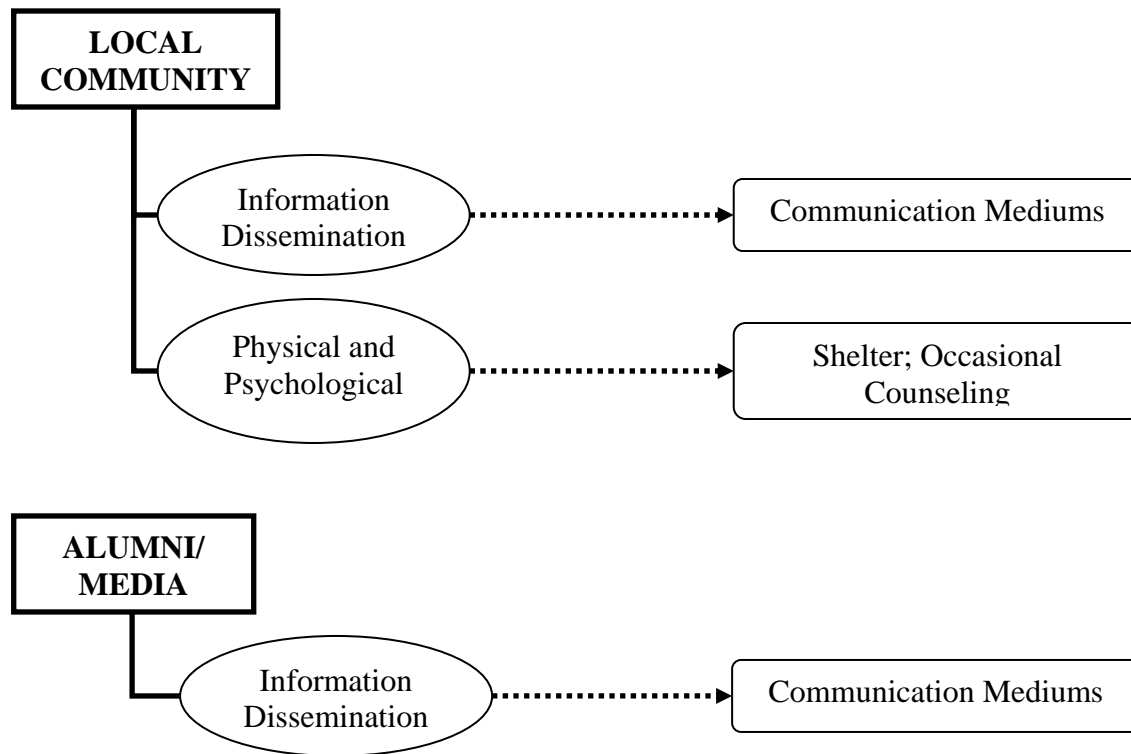 LOCAL
COMMUNITY
Information
Dissemination
Communication Mediums
Physical and
Psychological
Shelter; Occasional
Counseling
ALUMNI/
MEDIA
Information
Dissemination
Communication Mediums